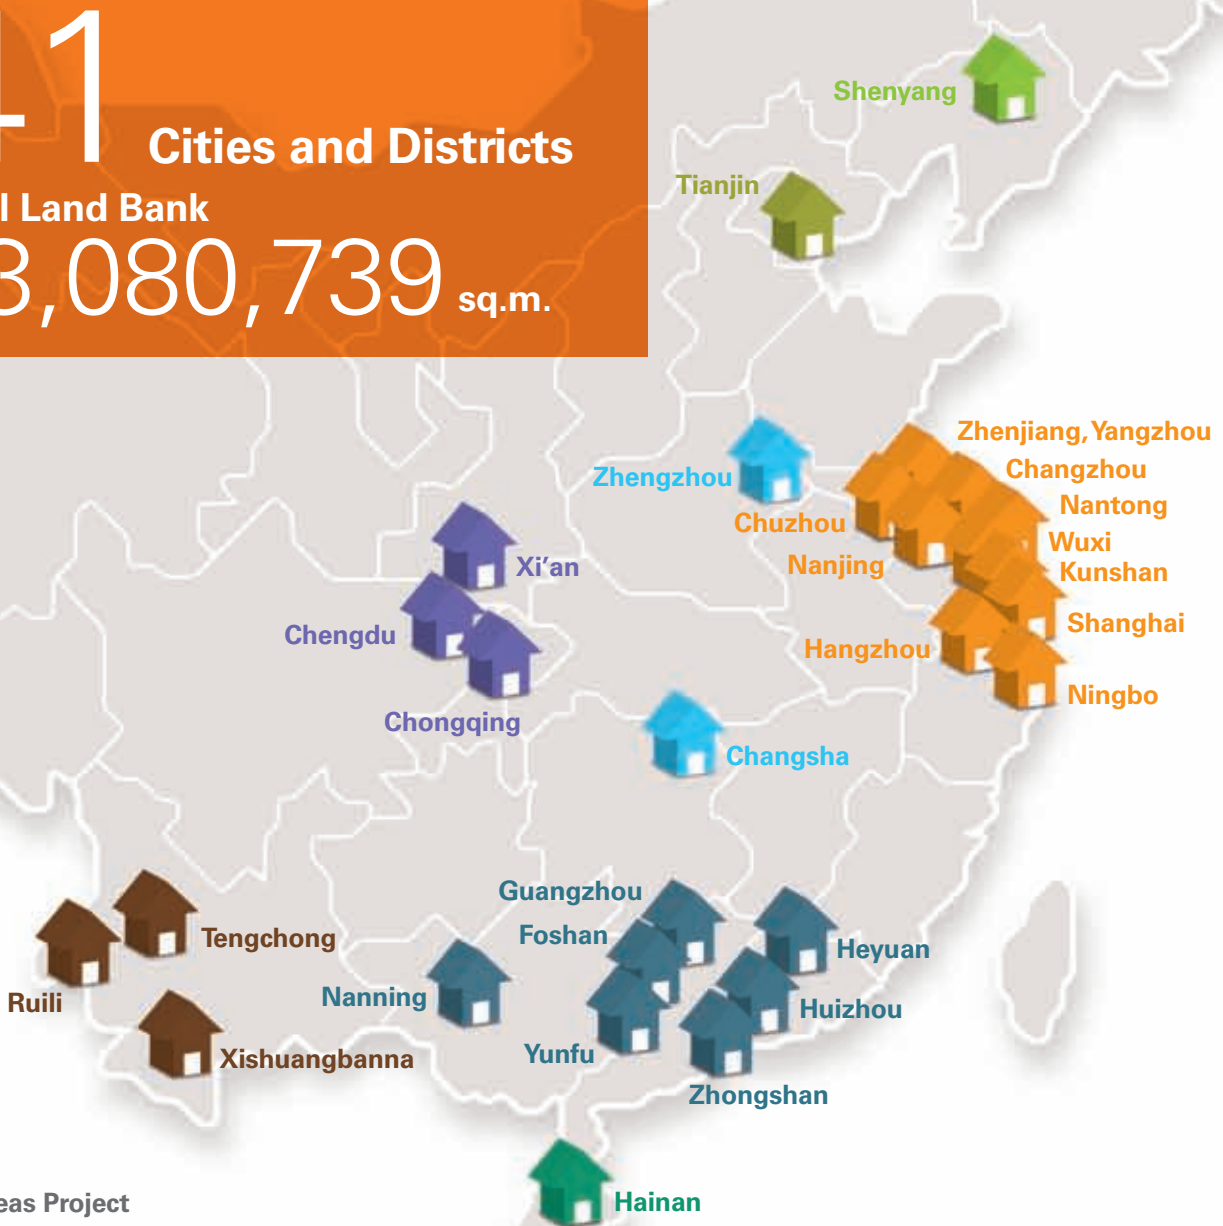 1 Cities and Districts
Land Bank
3,080,739 sq.m.
Shenyang
Tianjin
Zhenjiang, Yangzhou
Changzhou
Zhengzhou
Nantong
Chuzhou
Wuxi
Nanjing
Kunshan
Xi'an
Shanghai
Chengdu
Hangzhou
Ningbo
Chongqing
Changsha
Guangzhou
Foshan
Tengchong
Heyuan
Nanning
Ruili
Huizhou
Yunfu
Xishuangbanna
Zhongshan
Project
Hainan